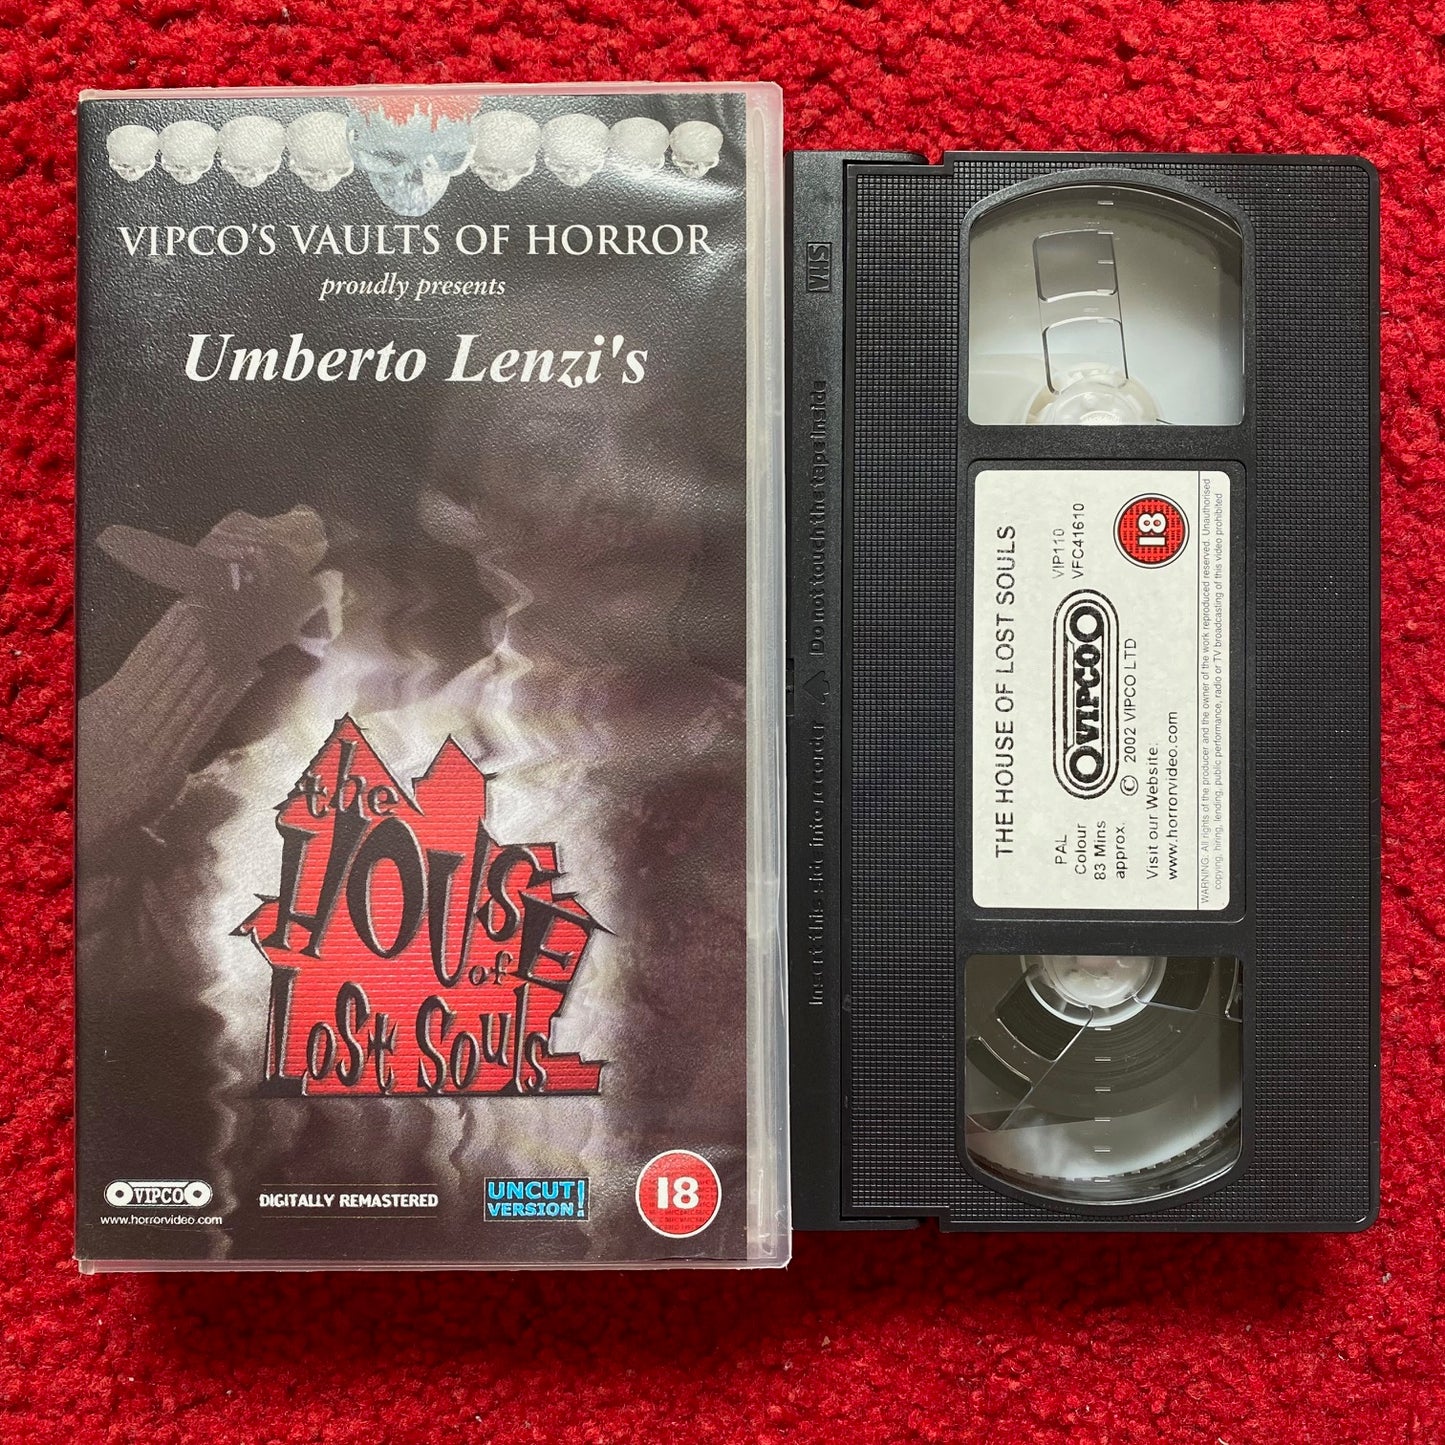 VIPCO'S VAULTS OF HORROR
proudly presents
Umberto Lenzi's
the
HOUSE
of
Lost Souls
VIPCO
www.horrorvideo.com
DIGITALLY REMASTERED
UNCUT
VERSION!
18
VHS
Do not touch the tape inside
Insert this side into recorder
THE HOUSE OF LOST SOULS
PAL
Colour
83 Mins
approx.
VIPCO
VIP110
VFC41610
© 2002 VIPCO LTD
Visit our Website:
www.horrorvideo.com
18
WARNING: All rights of the producer and the owner of the work reproduced reserved. Unauthorised
copying, hiring, lending, public performance, radio or TV broadcasting of this video prohibited